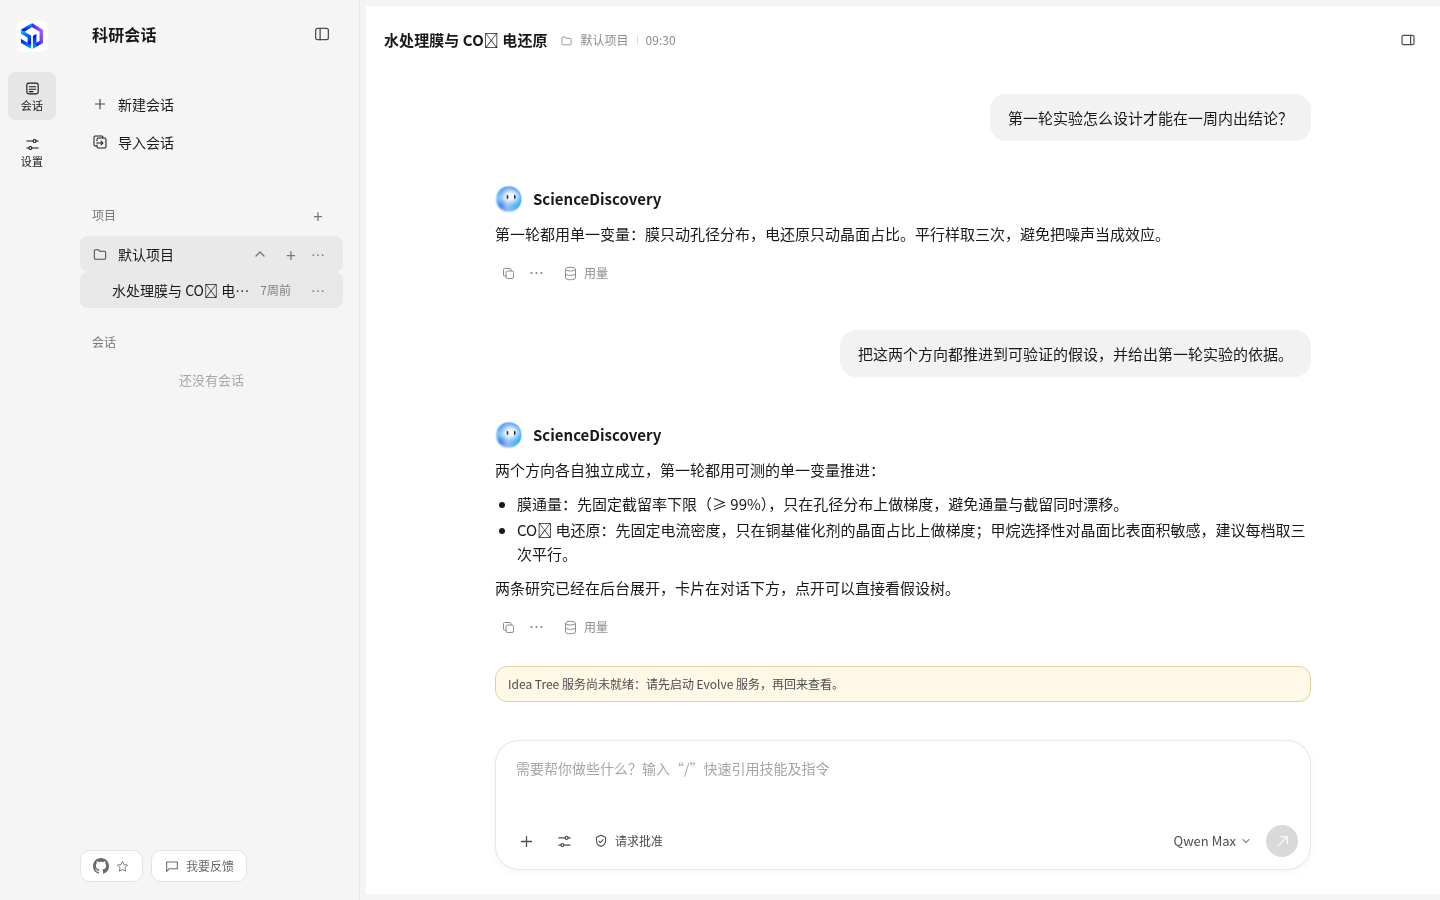 科研会话
会话
设置
新建会话
导入会话
项目
默认项目
水处理膜与 CO 电··· 7周前
会话
还没有会话
我要反馈
水处理膜与 CO 电还原 默认项目 09:30
第一轮实验怎么设计才能在一周内出结论？
ScienceDiscovery
第一轮都用单一变量：膜只动孔径分布，电还原只动晶面占比。平行样取三次，避免把噪声当成效应。
用量
把这两个方向都推进到可验证的假设，并给出第一轮实验的依据。
ScienceDiscovery
两个方向各自独立成立，第一轮都用可测的单一变量推进：
膜通量：先固定截留率下限（≥ 99%），只在孔径分布上做梯度，避免通量与截留同时漂移。
CO 电还原：先固定电流密度，只在铜基催化剂的晶面占比上做梯度；甲烷选择性对晶面比表面积敏感，建议每档取三
次平行。
两条研究已经在后台展开，卡片在对话下方，点开可以直接看假设树。
用量
Idea Tree 服务尚未就绪：请先启动 Evolve 服务，再回来查看。
需要帮你做些什么？输入“/”快速引用技能及指令
请求批准
Qwen Max